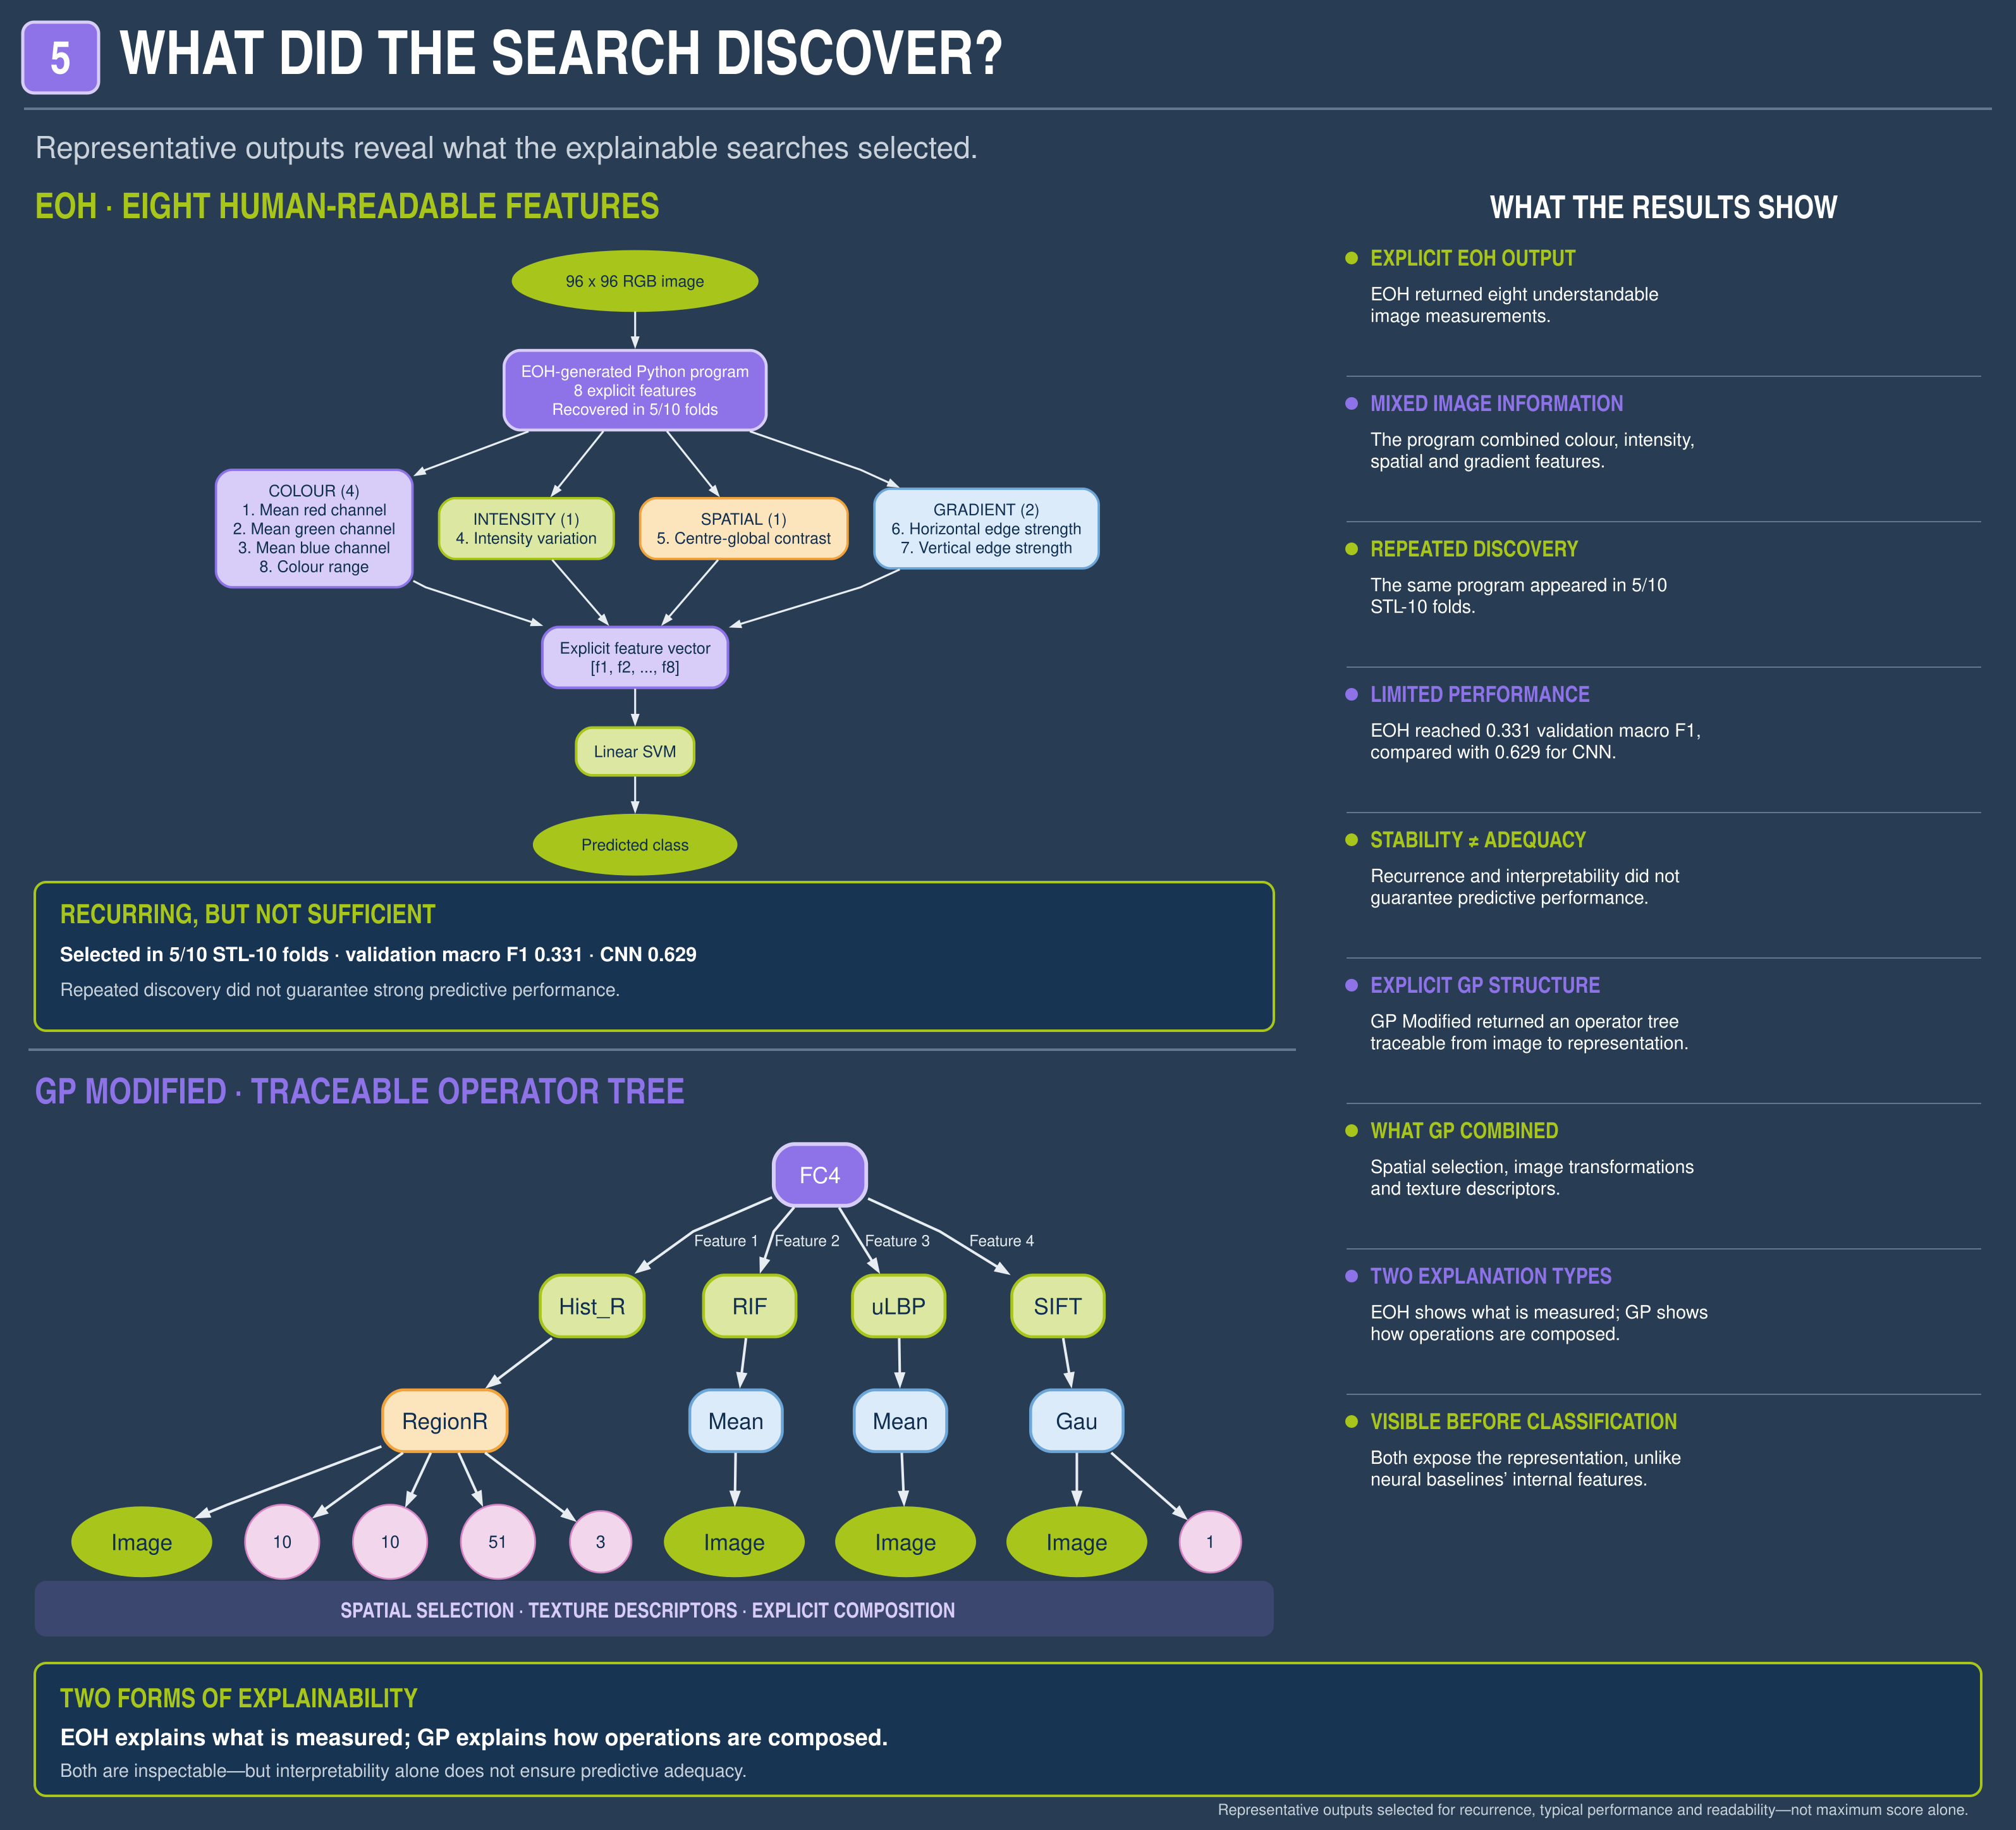 5
WHAT DID THE SEARCH DISCOVER?
Representative outputs reveal what the explainable searches selected.
EOH · EIGHT HUMAN-READABLE FEATURES
96 x 96 RGB image
EOH-generated Python program
8 explicit features
Recovered in 5/10 folds
COLOUR (4)
1. Mean red channel
2. Mean green channel
3. Mean blue channel
8. Colour range
INTENSITY (1)
4. Intensity variation
SPATIAL (1)
5. Centre-global contrast
GRADIENT (2)
6. Horizontal edge strength
7. Vertical edge strength
Explicit feature vector
[f1, f2, ..., f8]
Linear SVM
Predicted class
RECURRING, BUT NOT SUFFICIENT
Selected in 5/10 STL-10 folds · validation macro F1 0.331 · CNN 0.629
Repeated discovery did not guarantee strong predictive performance.
GP MODIFIED · TRACEABLE OPERATOR TREE
FC4
Feature 1
Feature 2
Feature 3
Feature 4
Hist_R
RIF
uLBP
SIFT
RegionR
Mean
Mean
Gau
Image
10
10
51
3
Image
Image
Image
1
SPATIAL SELECTION · TEXTURE DESCRIPTORS · EXPLICIT COMPOSITION
WHAT THE RESULTS SHOW
EXPLICIT EOH OUTPUT
EOH returned eight understandable
image measurements.
MIXED IMAGE INFORMATION
The program combined colour, intensity,
spatial and gradient features.
REPEATED DISCOVERY
The same program appeared in 5/10
STL-10 folds.
LIMITED PERFORMANCE
EOH reached 0.331 validation macro F1,
compared with 0.629 for CNN.
STABILITY ≠ ADEQUACY
Recurrence and interpretability did not
guarantee predictive performance.
EXPLICIT GP STRUCTURE
GP Modified returned an operator tree
traceable from image to representation.
WHAT GP COMBINED
Spatial selection, image transformations
and texture descriptors.
TWO EXPLANATION TYPES
EOH shows what is measured; GP shows
how operations are composed.
VISIBLE BEFORE CLASSIFICATION
Both expose the representation, unlike
neural baselines’ internal features.
TWO FORMS OF EXPLAINABILITY
EOH explains what is measured; GP explains how operations are composed.
Both are inspectable—but interpretability alone does not ensure predictive adequacy.
Representative outputs selected for recurrence, typical performance and readability—not maximum score alone.